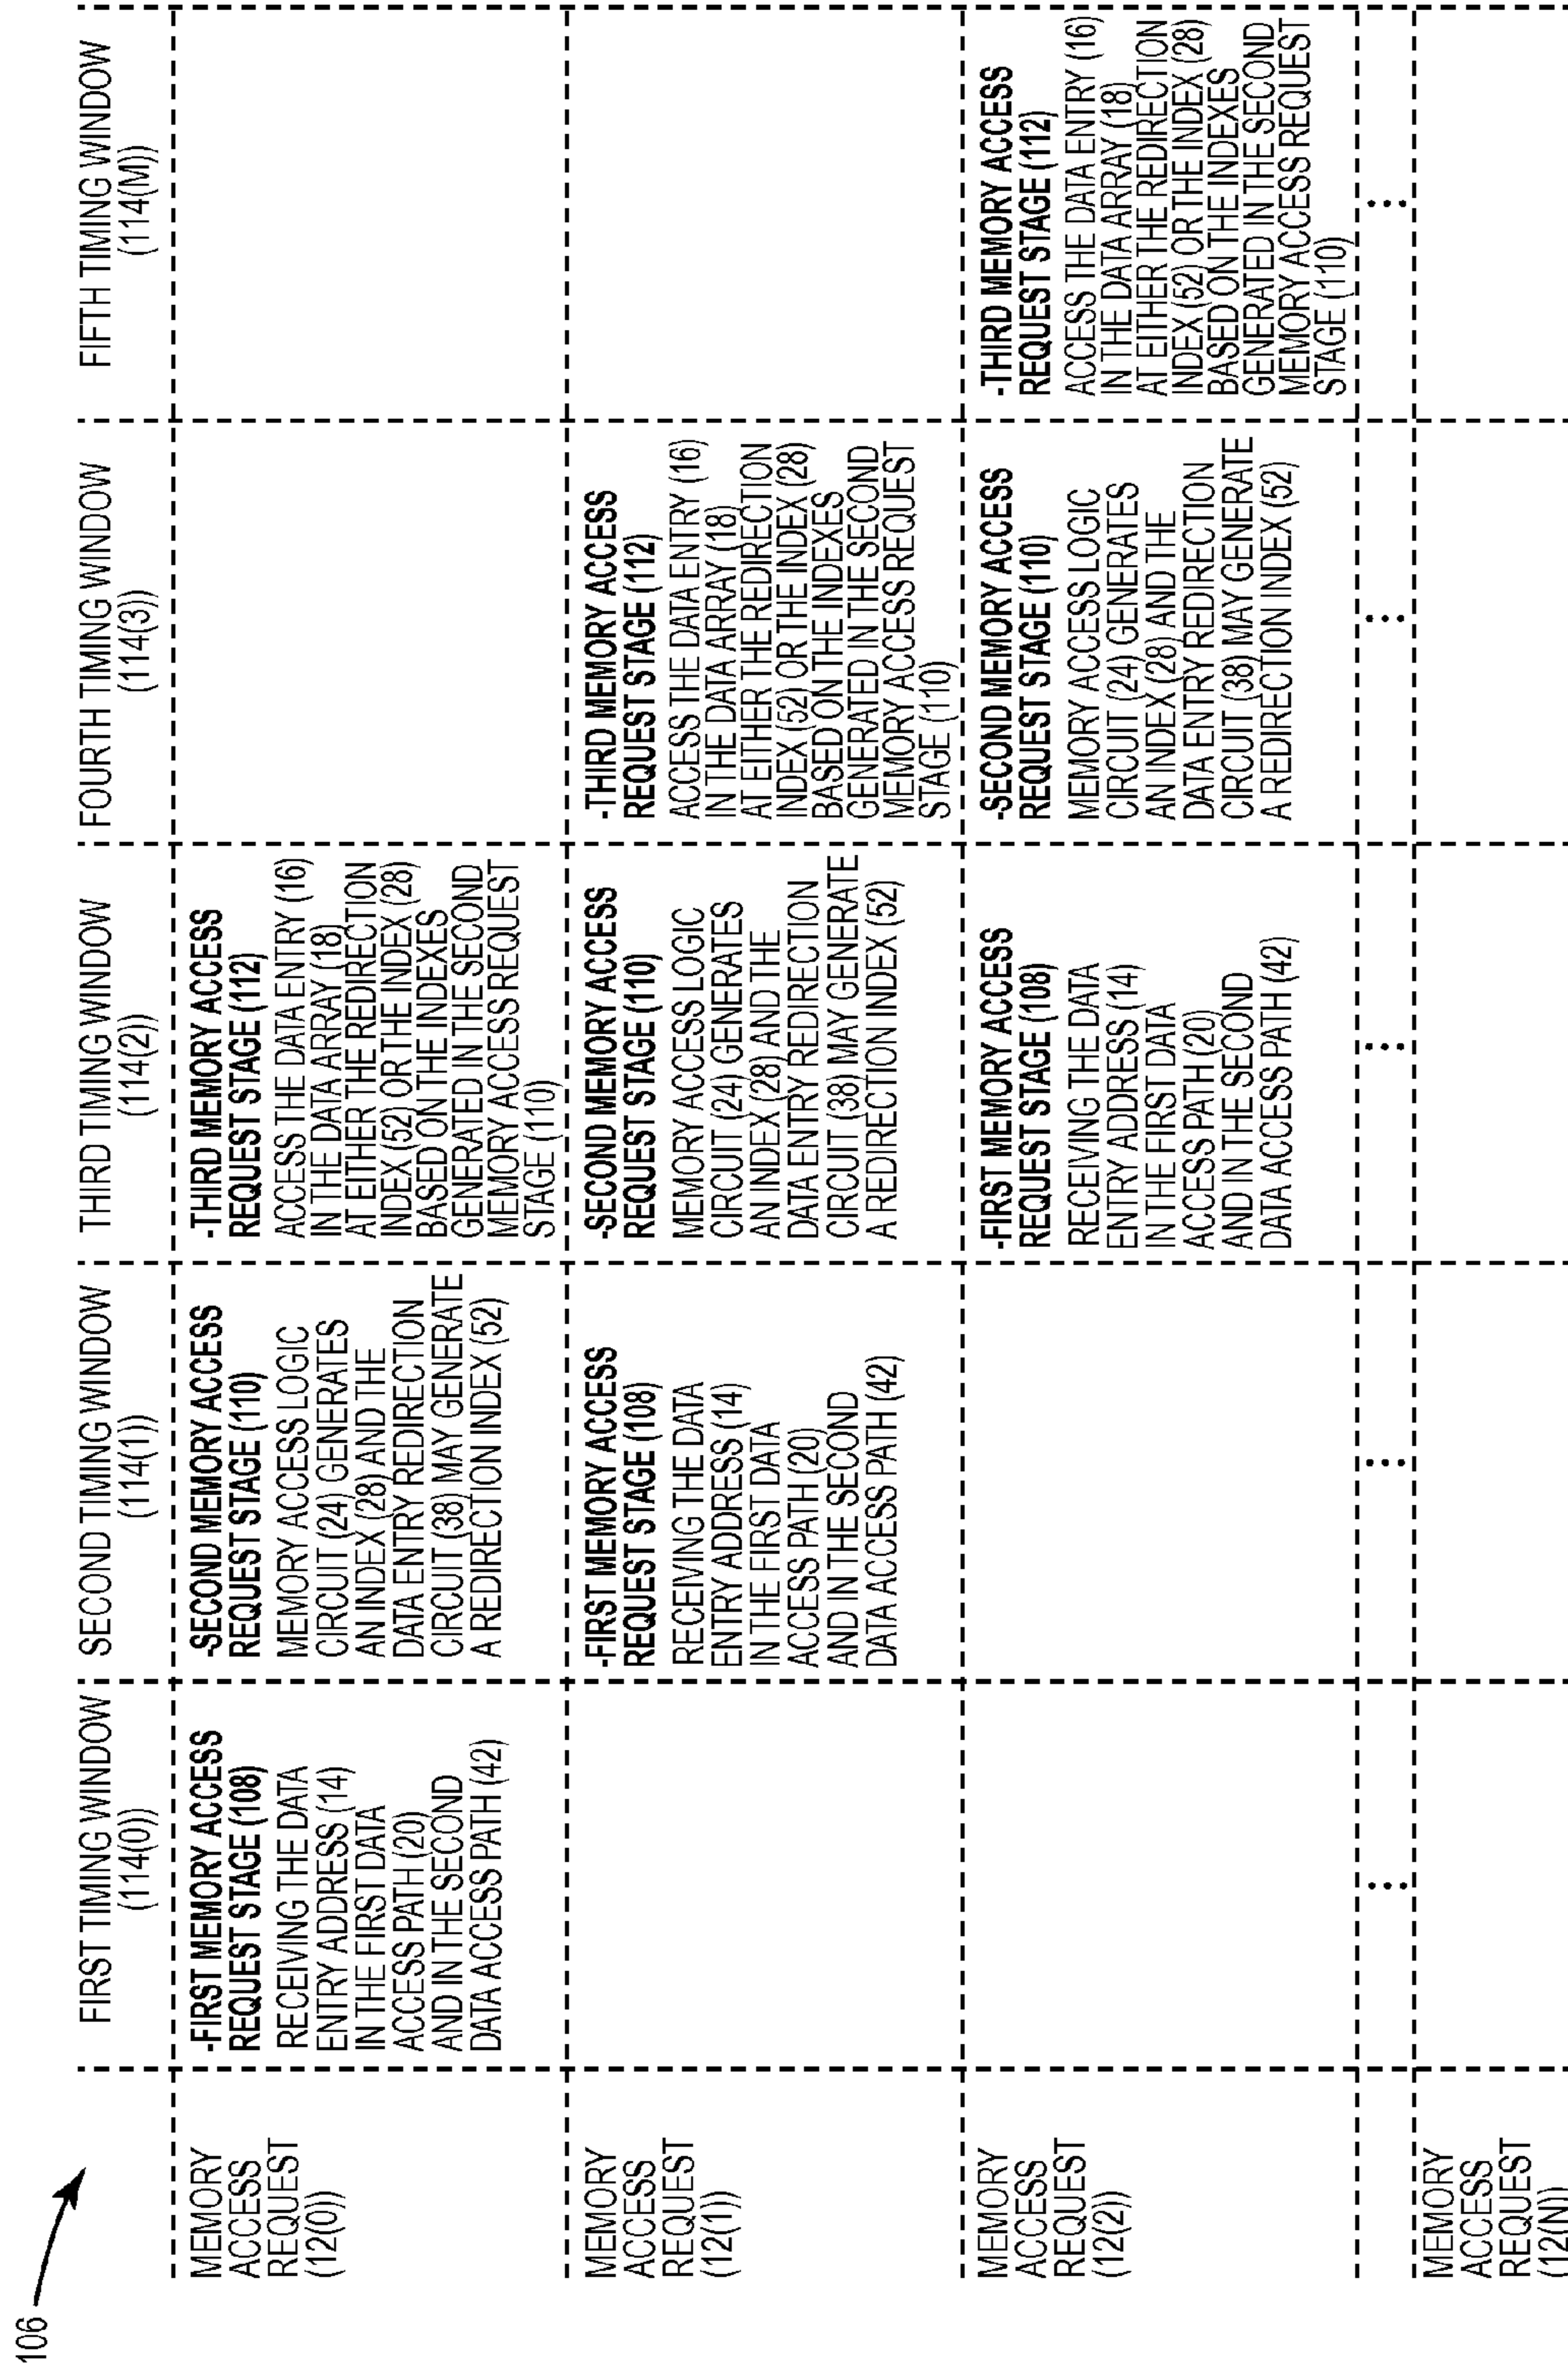 106
FIRST TIMING WINDOW
(114(0))
SECOND TIMING WINDOW
(114(1))
THIRD TIMING WINDOW
(114(2))
FOURTH TIMING WINDOW
(114(3))
FIFTH TIMING WINDOW
(114(M))
MEMORY
ACCESS
REQUEST
(12(0))
-FIRST MEMORY ACCESS
REQUEST STAGE (108)
RECEIVING THE DATA
ENTRY ADDRESS (14)
IN THE FIRST DATA
ACCESS PATH (20)
AND IN THE SECOND
DATA ACCESS PATH (42)
-SECOND MEMORY ACCESS
REQUEST STAGE (110)
MEMORY ACCESS LOGIC
CIRCUIT (24) GENERATES
AN INDEX (28) AND THE
DATA ENTRY REDIRECTION
CIRCUIT (38) MAY GENERATE
A REDIRECTION INDEX (52)
-THIRD MEMORY ACCESS
REQUEST STAGE (112)
ACCESS THE DATA ENTRY (16)
IN THE DATA ARRAY (18)
AT EITHER THE REDIRECTION
INDEX (52) OR THE INDEX (28)
BASED ON THE INDEXES
GENERATED IN THE SECOND
MEMORY ACCESS REQUEST
STAGE (110)
MEMORY
ACCESS
REQUEST
(12(1))
-FIRST MEMORY ACCESS
REQUEST STAGE (108)
RECEIVING THE DATA
ENTRY ADDRESS (14)
IN THE FIRST DATA
ACCESS PATH (20)
AND IN THE SECOND
DATA ACCESS PATH (42)
-SECOND MEMORY ACCESS
REQUEST STAGE (110)
MEMORY ACCESS LOGIC
CIRCUIT (24) GENERATES
AN INDEX (28) AND THE
DATA ENTRY REDIRECTION
CIRCUIT (38) MAY GENERATE
A REDIRECTION INDEX (52)
-THIRD MEMORY ACCESS
REQUEST STAGE (112)
ACCESS THE DATA ENTRY (16)
IN THE DATA ARRAY (18)
AT EITHER THE REDIRECTION
INDEX (52) OR THE INDEX (28)
BASED ON THE INDEXES
GENERATED IN THE SECOND
MEMORY ACCESS REQUEST
STAGE (110)
MEMORY
ACCESS
REQUEST
(12(2))
-FIRST MEMORY ACCESS
REQUEST STAGE (108)
RECEIVING THE DATA
ENTRY ADDRESS (14)
IN THE FIRST DATA
ACCESS PATH (20)
AND IN THE SECOND
DATA ACCESS PATH (42)
-SECOND MEMORY ACCESS
REQUEST STAGE (110)
MEMORY ACCESS LOGIC
CIRCUIT (24) GENERATES
AN INDEX (28) AND THE
DATA ENTRY REDIRECTION
CIRCUIT (38) MAY GENERATE
A REDIRECTION INDEX (52)
-THIRD MEMORY ACCESS
REQUEST STAGE (112)
ACCESS THE DATA ENTRY (16)
IN THE DATA ARRAY (18)
AT EITHER THE REDIRECTION
INDEX (52) OR THE INDEX (28)
BASED ON THE INDEXES
GENERATED IN THE SECOND
MEMORY ACCESS REQUEST
STAGE (110)
... ... ... ... ...
MEMORY
ACCESS
REQUEST
(12(N))